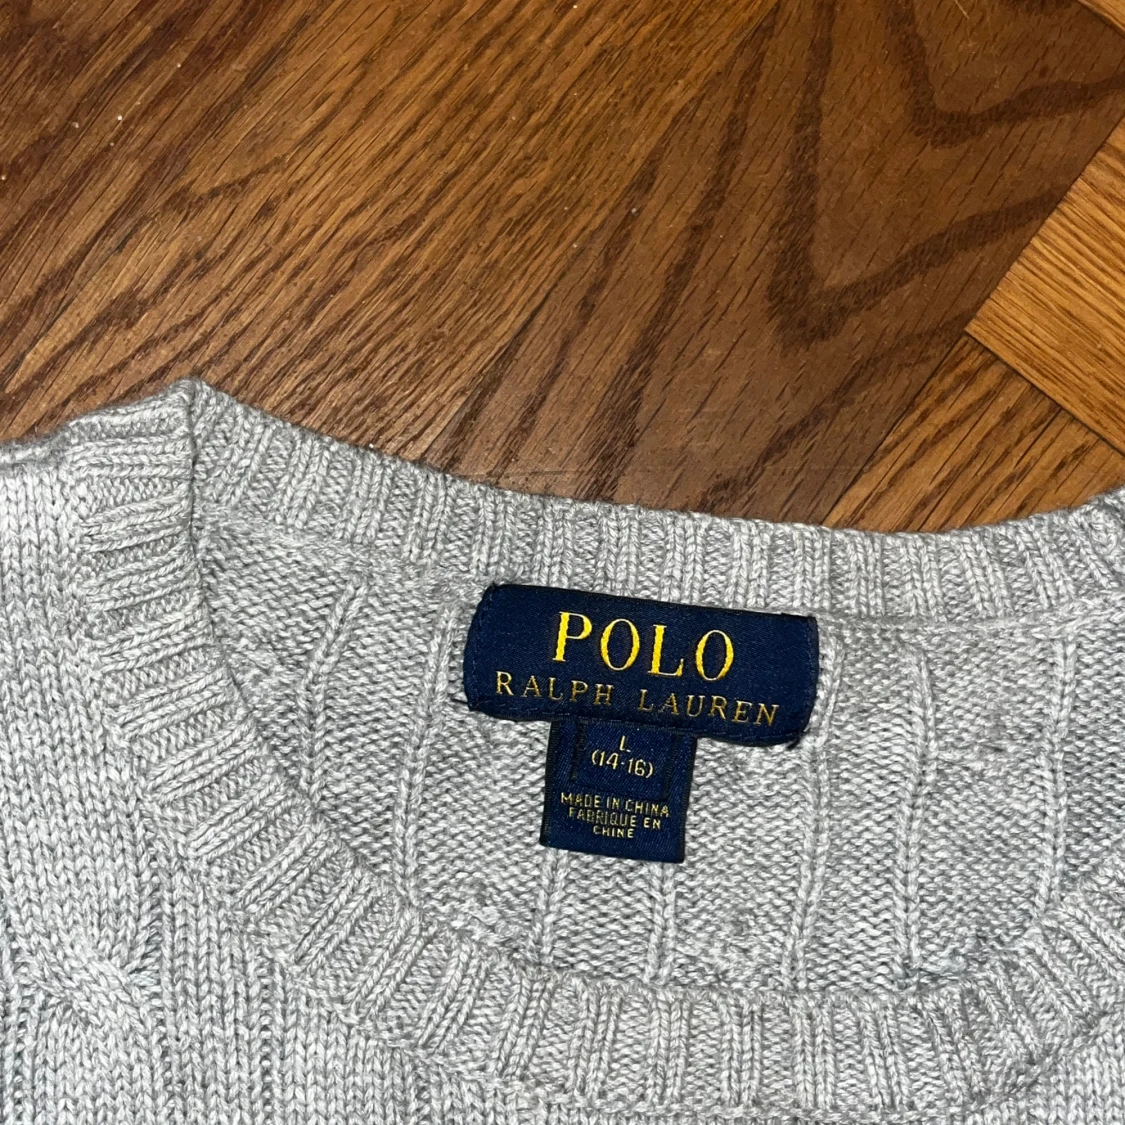 POLO
RALPH LAUREN
L
(14-16)
MADE IN CHINA
FABRIQUE EN
CHINE